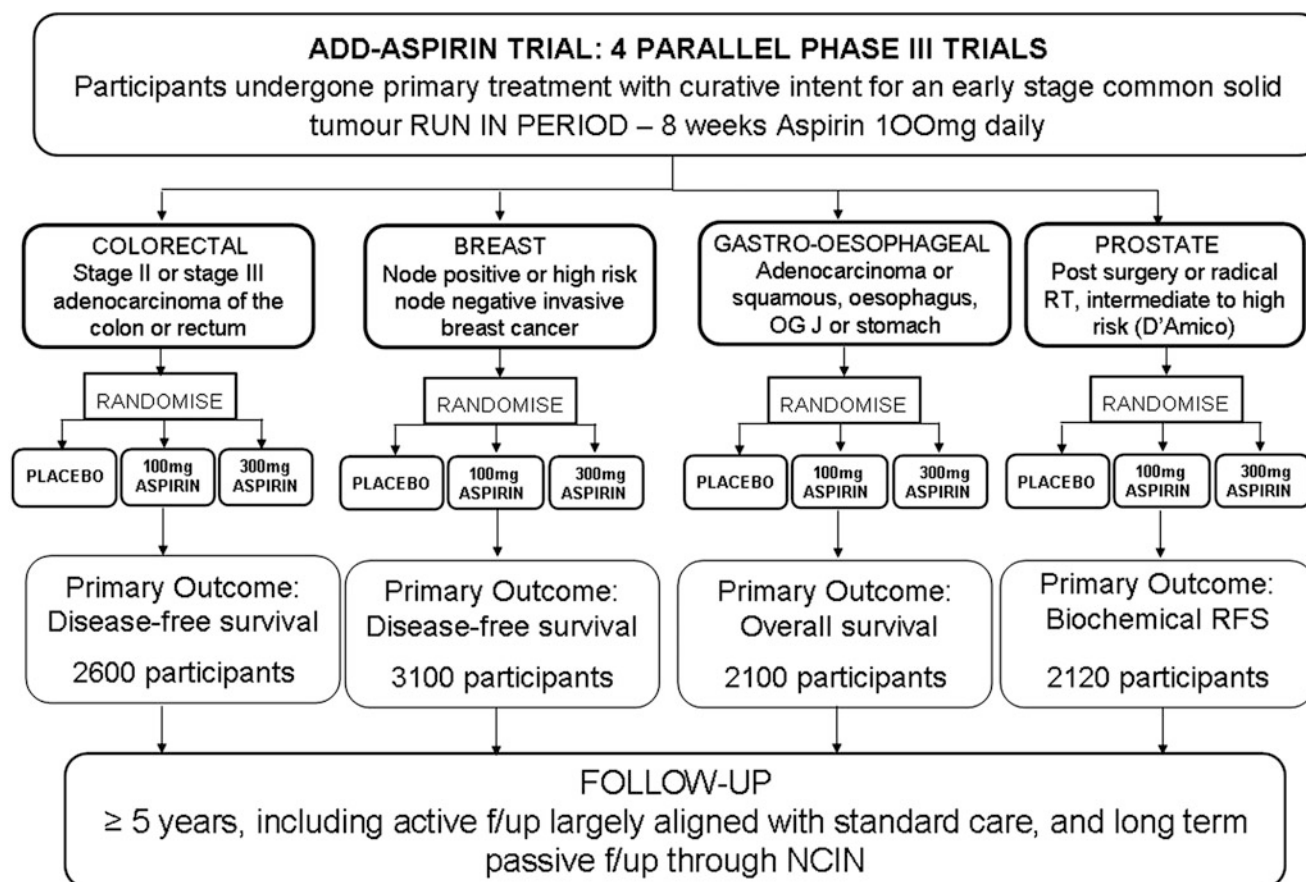 ADD-ASPIRIN TRIAL: 4 PARALLEL PHASE III TRIALS
Participants undergone primary treatment with curative intent for an early stage common solid
tumour RUN IN PERIOD – 8 weeks Aspirin 1OOmg daily
COLORECTAL
Stage II or stage III
adenocarcinoma of the
colon or rectum
RANDOMISE
PLACEBO
100mg
ASPIRIN
300mg
ASPIRIN
Primary Outcome:
Disease-free survival
2600 participants
BREAST
Node positive or high risk
node negative invasive
breast cancer
RANDOMISE
PLACEBO
100mg
ASPIRIN
300mg
ASPIRIN
Primary Outcome:
Disease-free survival
3100 participants
GASTRO-OESOPHAGEAL
Adenocarcinoma or
squamous, oesophagus,
OG J or stomach
RANDOMISE
PLACEBO
100mg
ASPIRIN
300mg
ASPIRIN
Primary Outcome:
Overall survival
2100 participants
PROSTATE
Post surgery or radical
RT, intermediate to high
risk (D'Amico)
RANDOMISE
PLACEBO
100mg
ASPIRIN
300mg
ASPIRIN
Primary Outcome:
Biochemical RFS
2120 participants
FOLLOW-UP
≥ 5 years, including active f/up largely aligned with standard care, and long term
passive f/up through NCIN